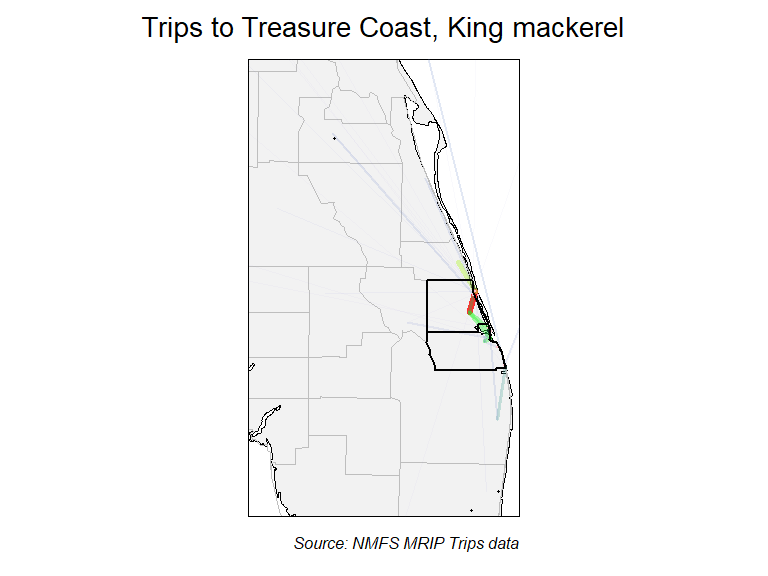 Trips to Treasure Coast, King mackerel
Source: NMFS MRIP Trips data